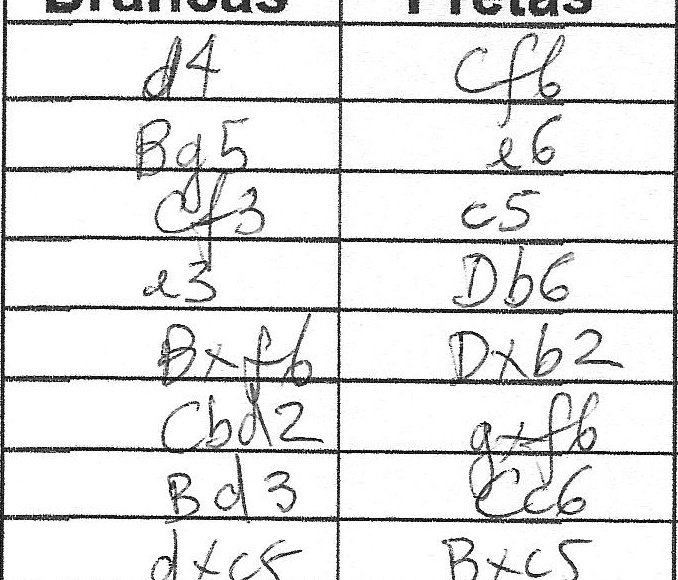 Brancas Pretas
d4 Cf6
Bg5 e6
Cf3 c5
e3 Db6
Bxf6 Dxb2
Cbd2 gxf6
Bd3 Cc6
dxc5 Bxc5